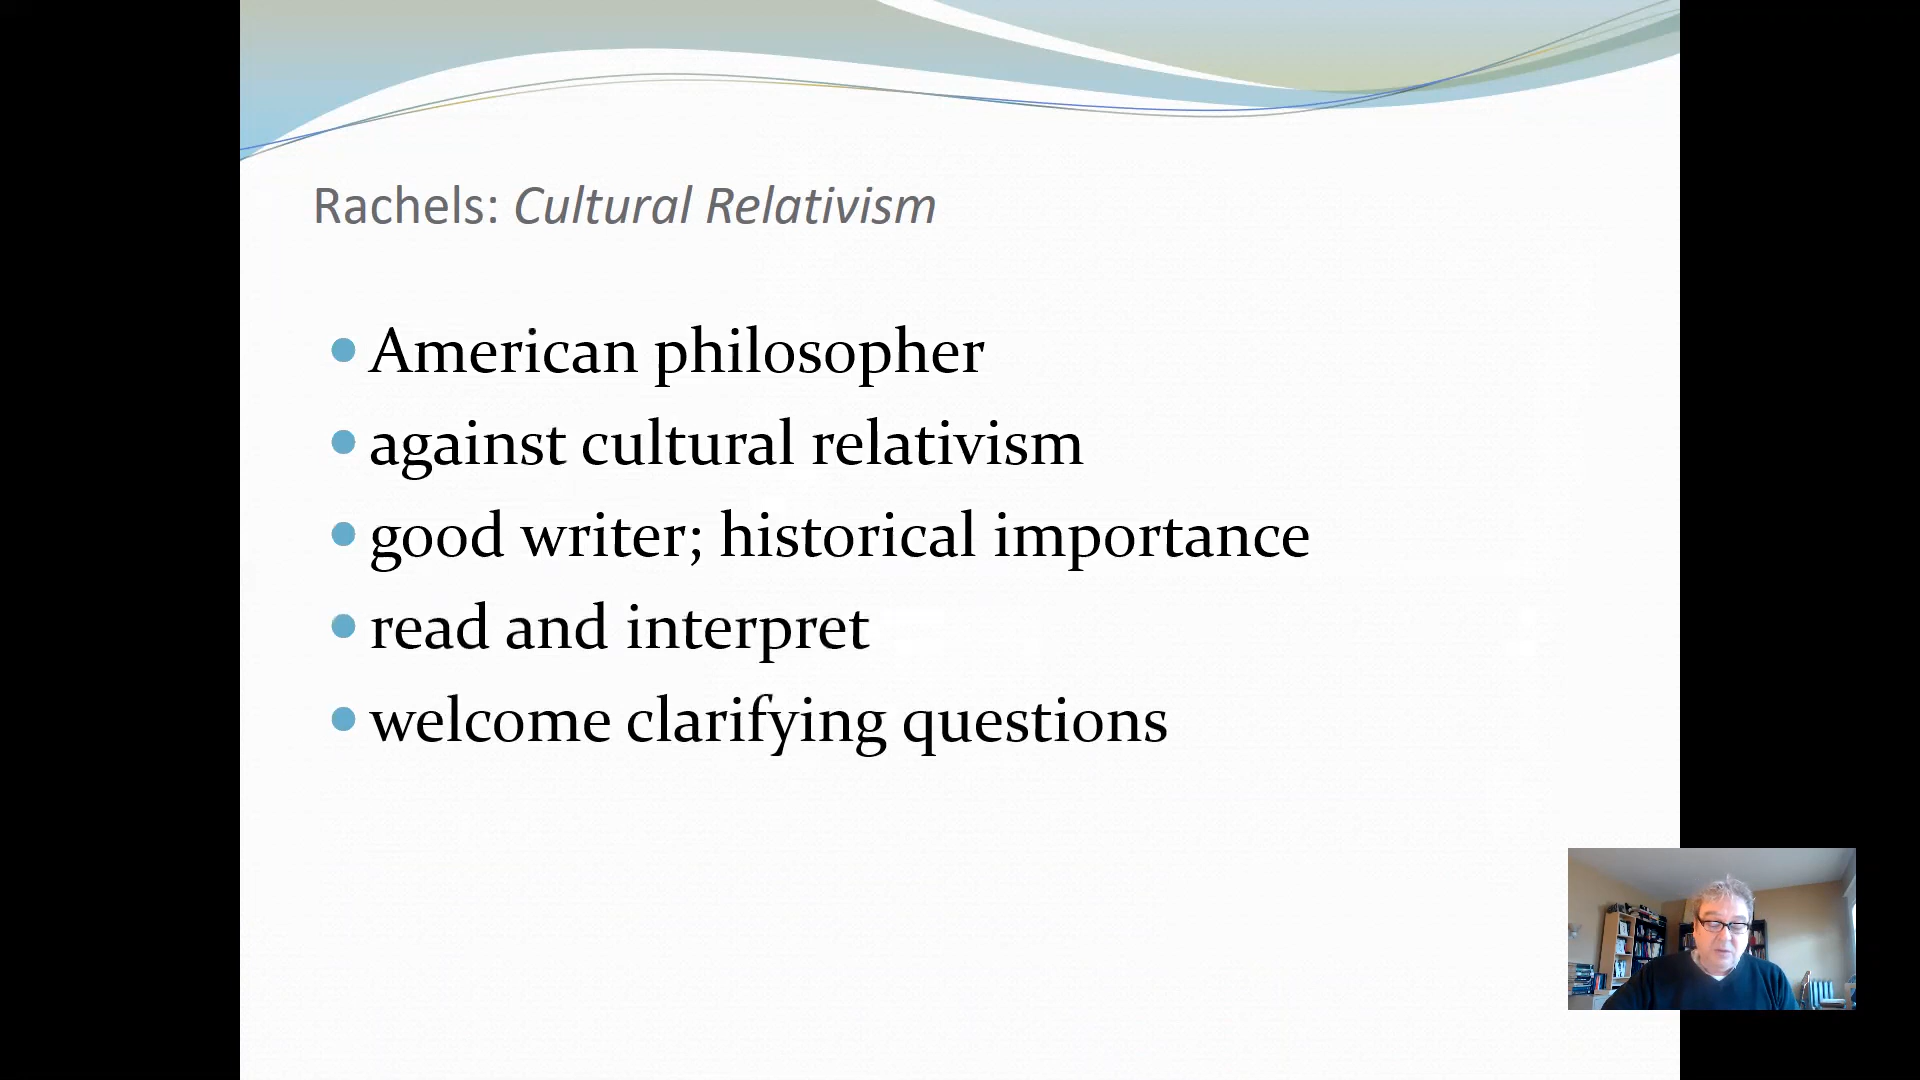 Rachels: Cultural Relativism
• American philosopher
• against cultural relativism
• good writer; historical importance
• read and interpret
• welcome clarifying questions